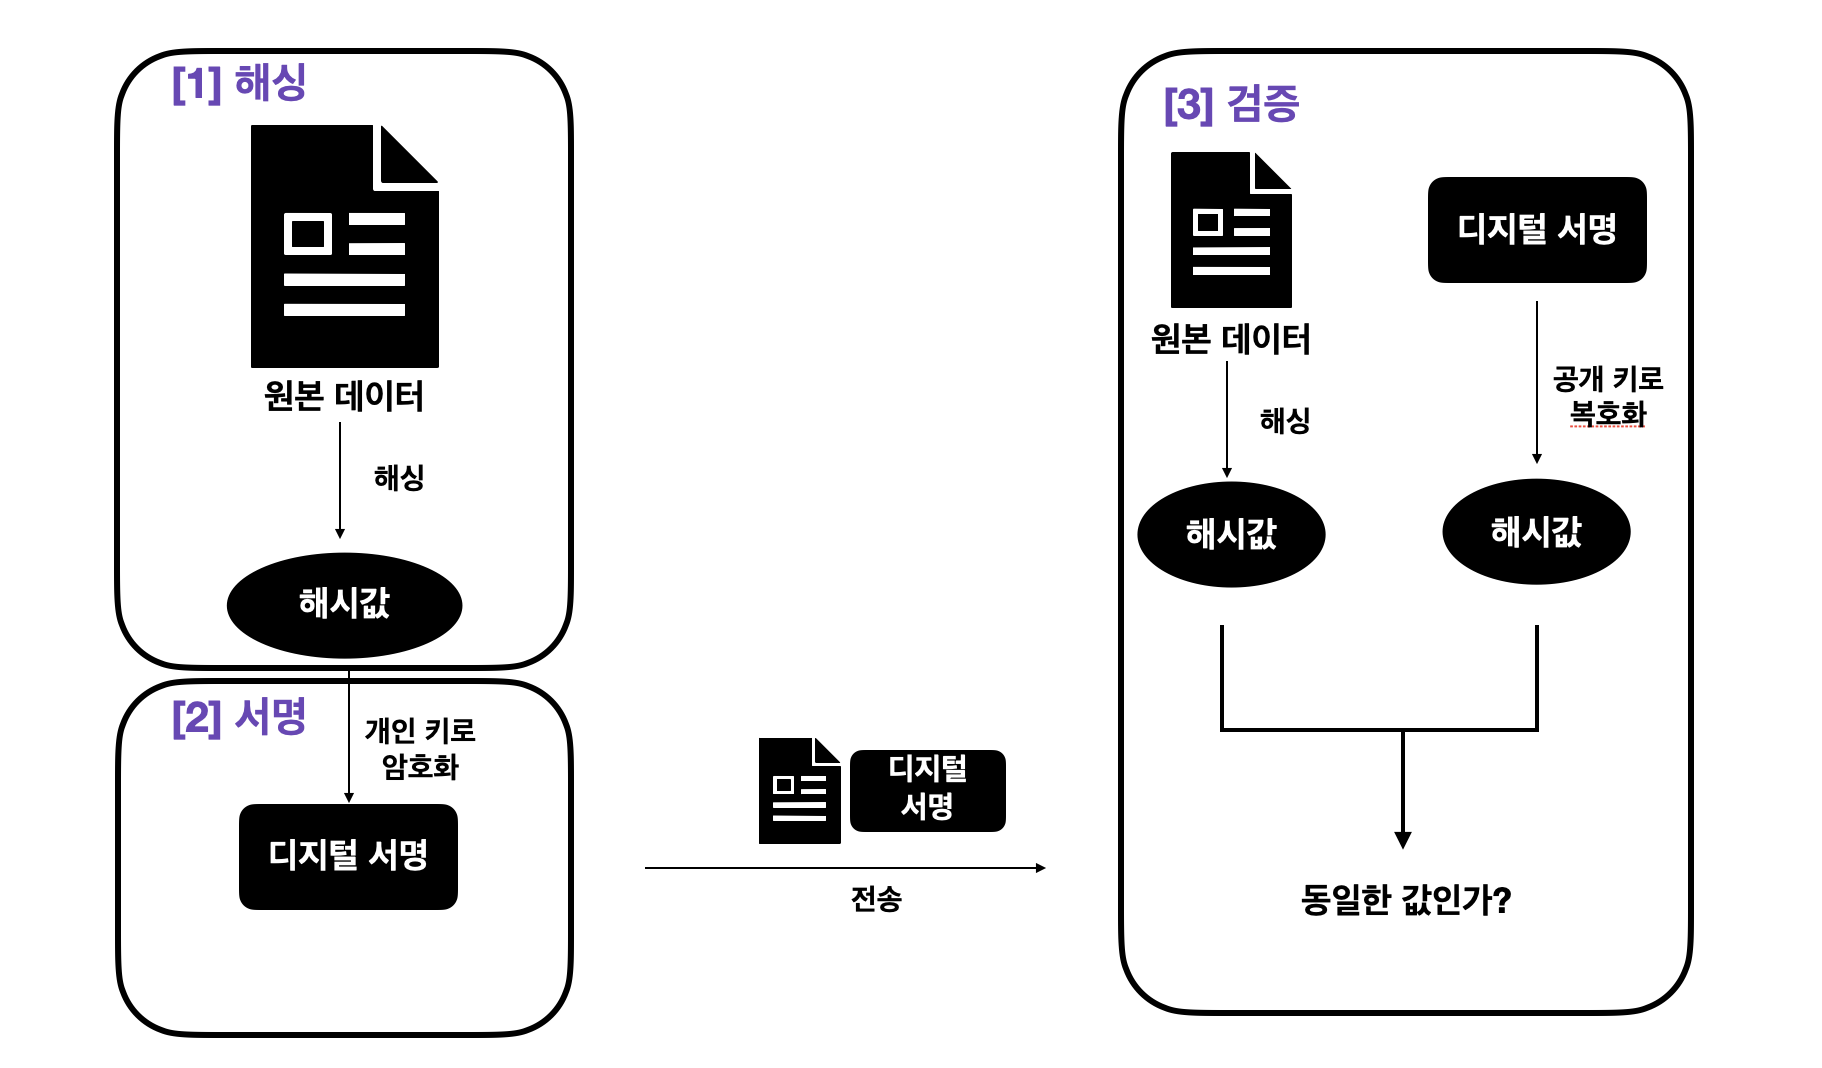 [1] 해싱
원본 데이터
해싱
해시값
[2] 서명
개인 키로
암호화
디지털 서명
디지털
서명
전송
[3] 검증
디지털 서명
원본 데이터
공개 키로
복호화
해싱
해시값
해시값
동일한 값인가?